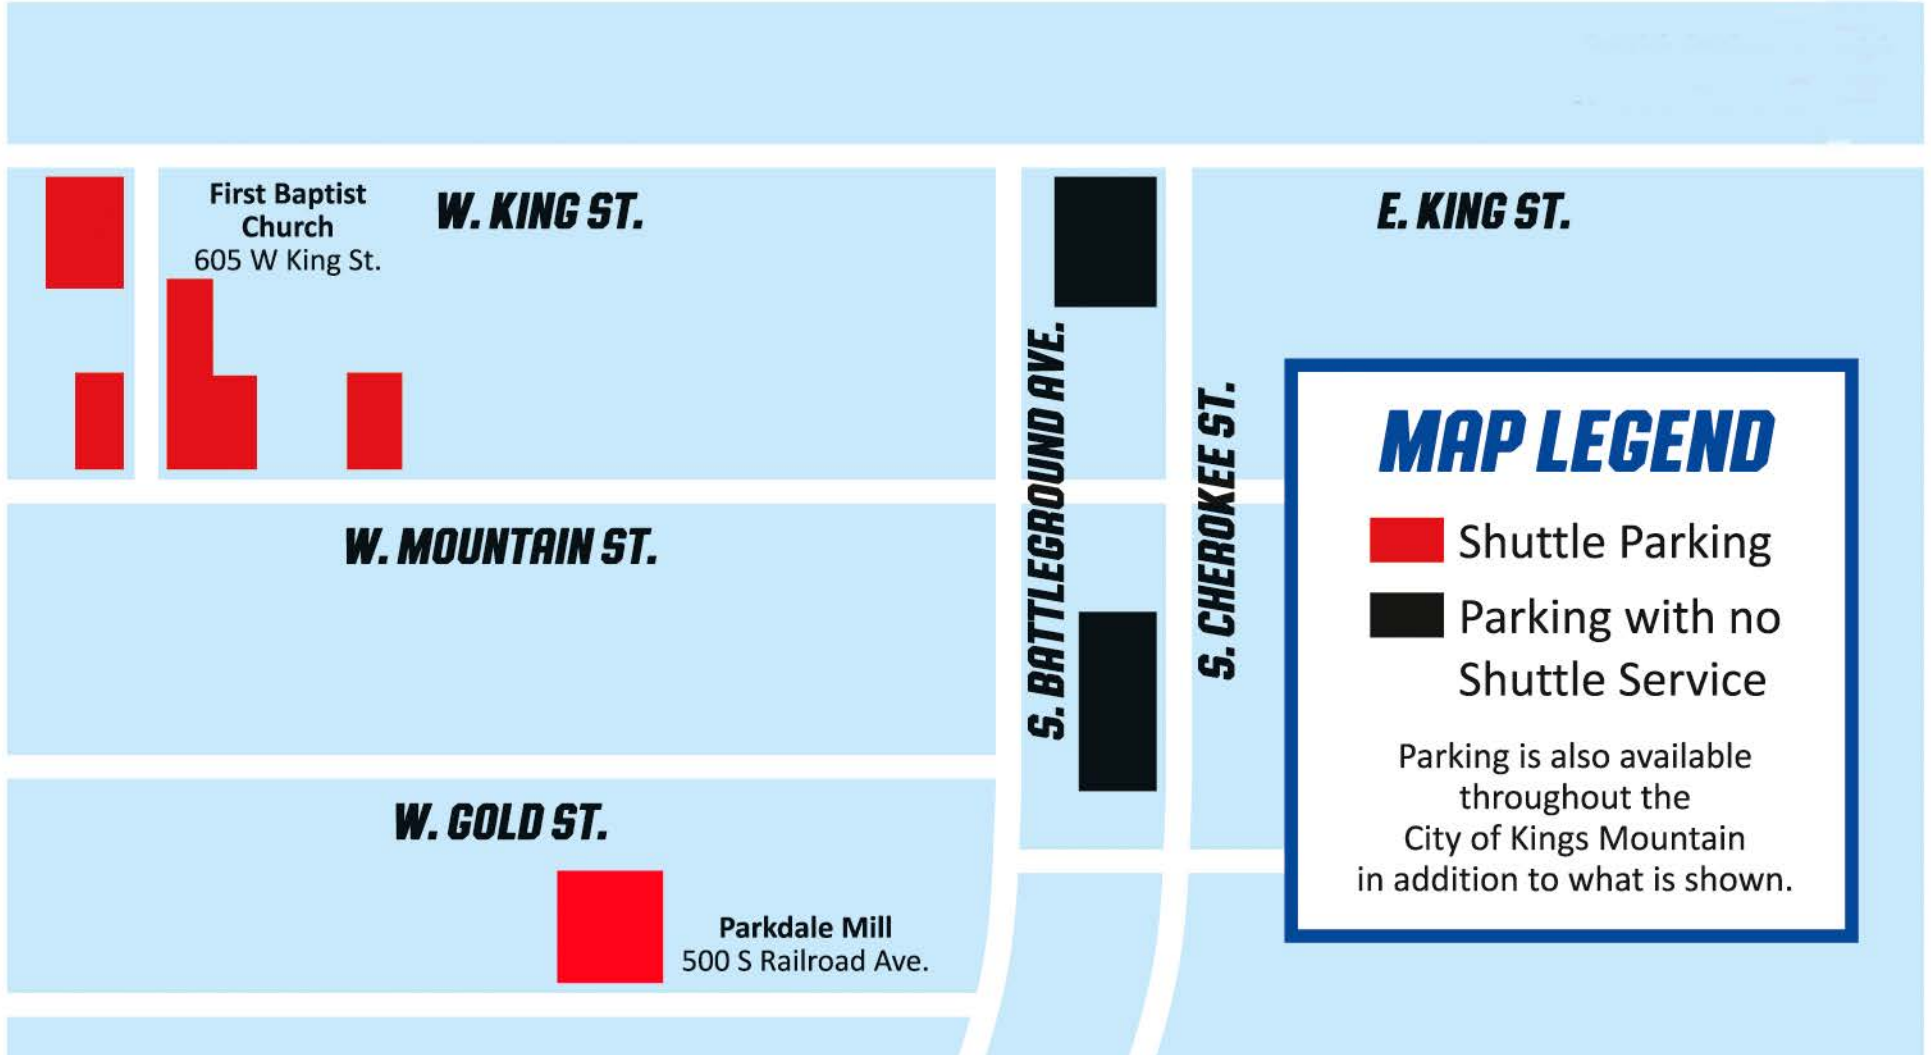 First Baptist
Church
605 W King St.
W. KING ST.
E. KING ST.
S. BATTLEGROUND AVE.
S. CHEROKEE ST.
W. MOUNTAIN ST.
W. GOLD ST.
Parkdale Mill
500 S Railroad Ave.
MAP LEGEND
Shuttle Parking
Parking with no
Shuttle Service
Parking is also available
throughout the
City of Kings Mountain
in addition to what is shown.